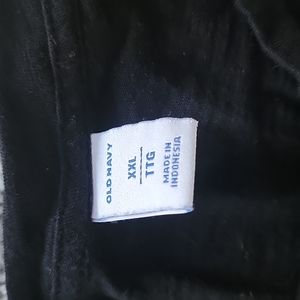 OLD NAVY
XXL
TTG
MADE IN
INDONESIA